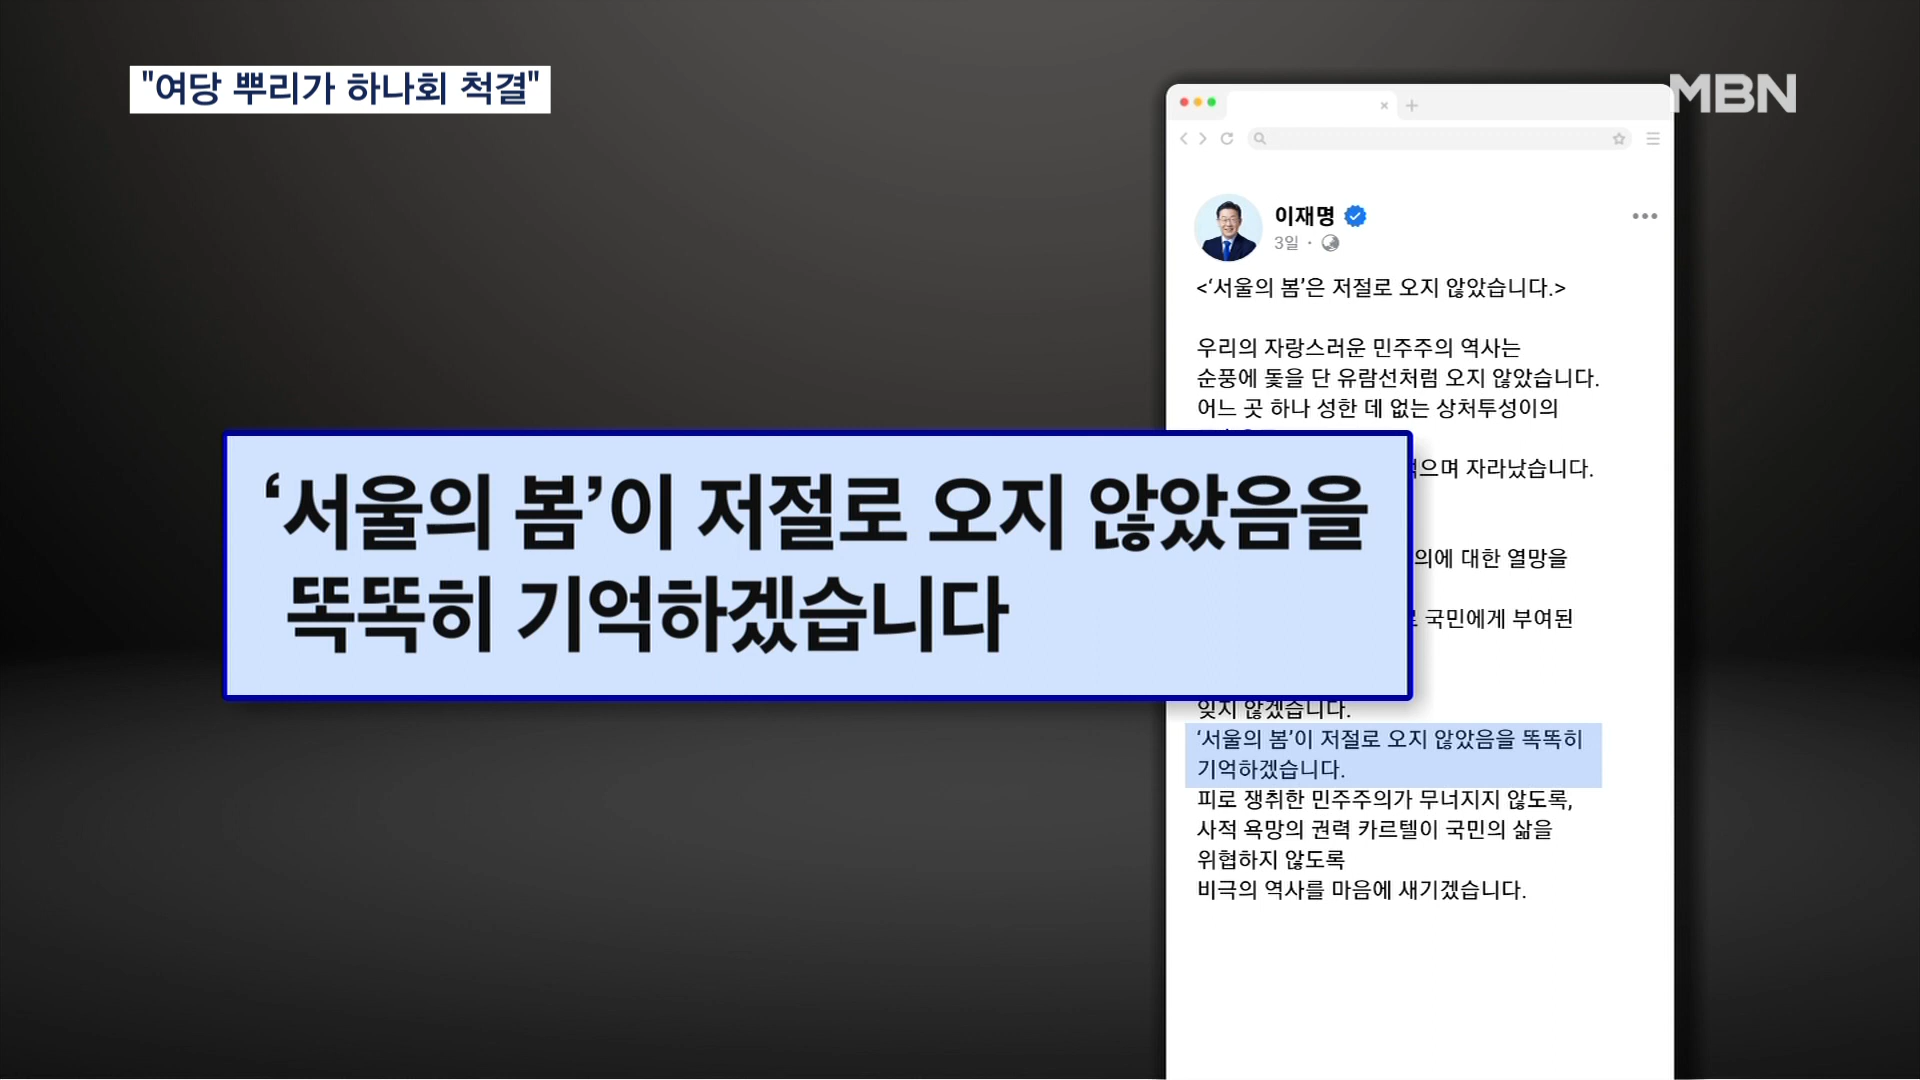 "여당 뿌리가 하나회 척결"
MBN
이재명
3일
<‘서울의 봄’은 저절로 오지 않았습니다.>
우리의 자랑스러운 민주주의 역사는
순풍에 돛을 단 유람선처럼 오지 않았습니다.
어느 곳 하나 성한 데 없는 상처투성이의
자라났습니다.
‘서울의 봄’이 저절로 오지 않았음을
똑똑히 기억하겠습니다
대한 열망을
국민에게 부여된
잊지 않겠습니다.
‘서울의 봄’이 저절로 오지 않았음을 똑똑히
기억하겠습니다.
피로 쟁취한 민주주의가 무너지지 않도록,
사적 욕망의 권력 카르텔이 국민의 삶을
위협하지 않도록
비극의 역사를 마음에 새기겠습니다.